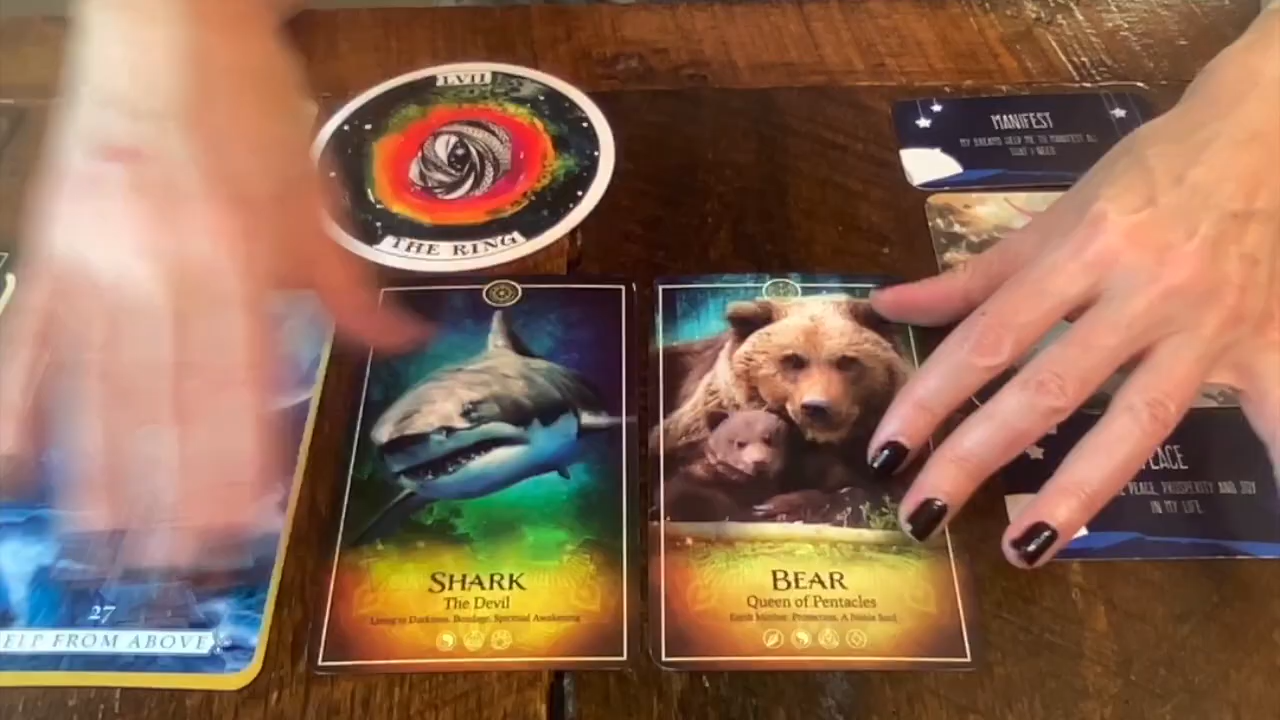 LVII
THE RING
MANIFEST
MY DREAMS HELP ME TO MANIFEST ALL
THAT I NEED
SHARK
The Devil
Living in Darkness, Bondage, Spiritual Awakening
BEAR
Queen of Pentacles
Earth Mother, Protection, A Noble Soul
PEACE
PEACE, PROSPERITY AND JOY
IN MY LIFE
27
ELP FROM ABOVE